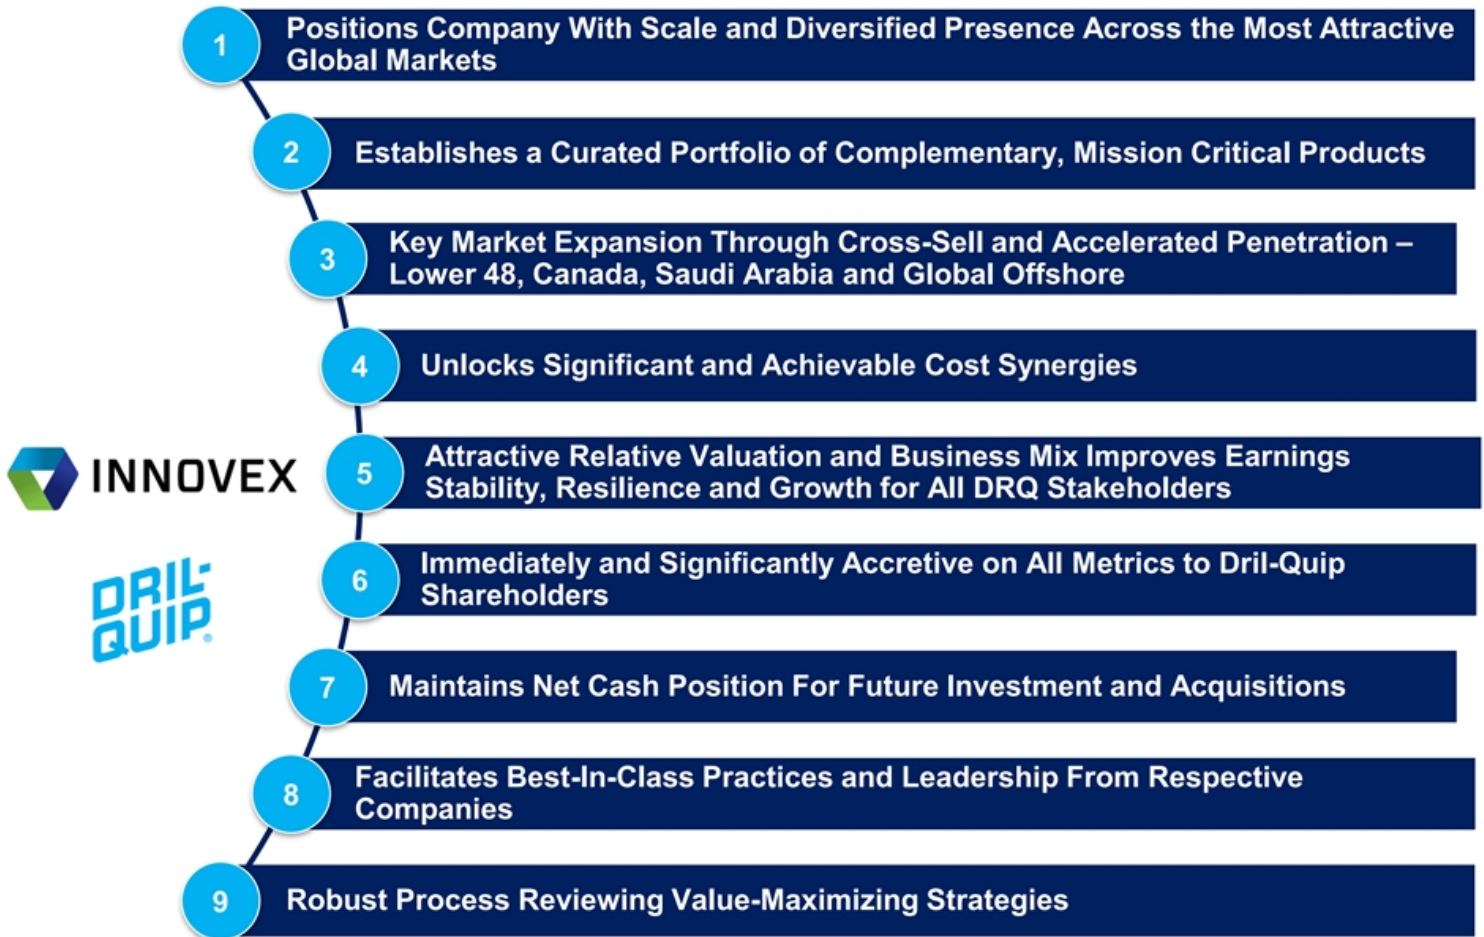 1
Positions Company With Scale and Diversified Presence Across the Most Attractive
Global Markets
2
Establishes a Curated Portfolio of Complementary, Mission Critical Products
3
Key Market Expansion Through Cross-Sell and Accelerated Penetration –
Lower 48, Canada, Saudi Arabia and Global Offshore
4
Unlocks Significant and Achievable Cost Synergies
INNOVEX
5
Attractive Relative Valuation and Business Mix Improves Earnings
Stability, Resilience and Growth for All DRQ Stakeholders
DRIL-
QUIP®
6
Immediately and Significantly Accretive on All Metrics to Dril-Quip
Shareholders
7
Maintains Net Cash Position For Future Investment and Acquisitions
8
Facilitates Best-In-Class Practices and Leadership From Respective
Companies
9
Robust Process Reviewing Value-Maximizing Strategies